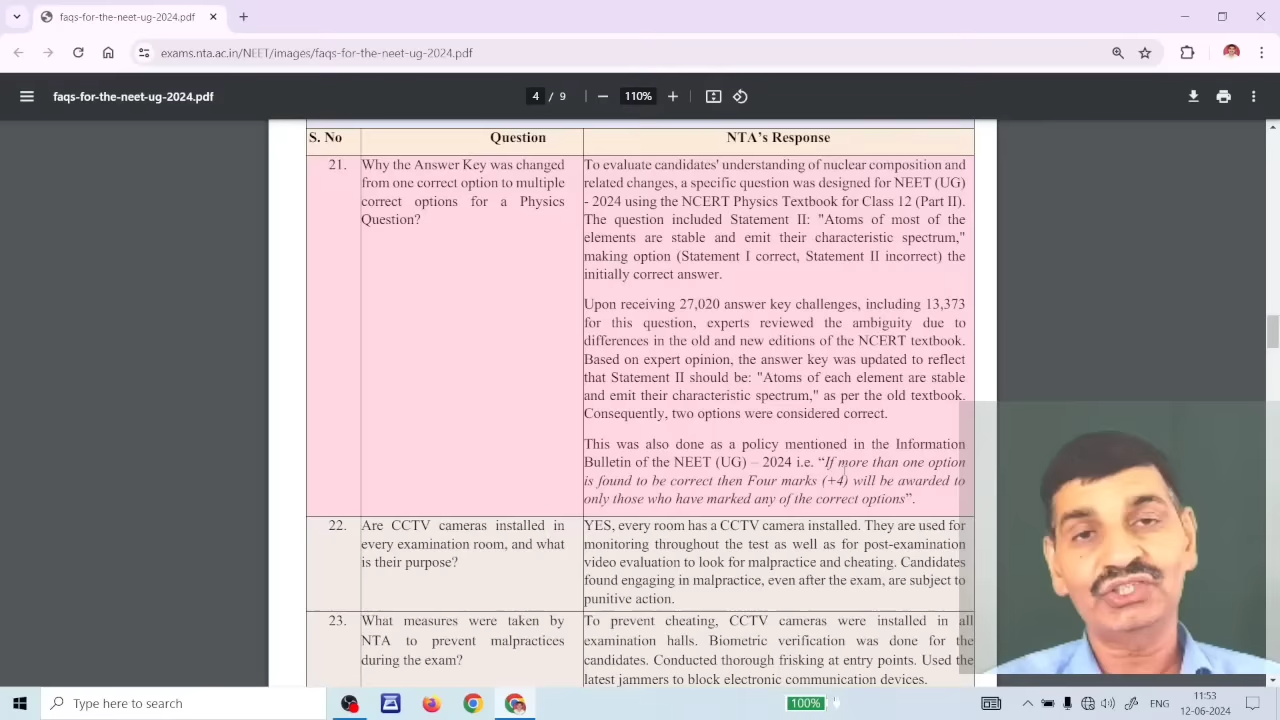 faqs-for-the-neet-ug-2024.pdf
exams.nta.ac.in/NEET/images/faqs-for-the-neet-ug-2024.pdf
faqs-for-the-neet-ug-2024.pdf
4 / 9
110%
S. No Question NTA's Response
21. Why the Answer Key was changed
from one correct option to multiple
correct options for a Physics
Question?
To evaluate candidates' understanding of nuclear composition and
related changes, a specific question was designed for NEET (UG)
- 2024 using the NCERT Physics Textbook for Class 12 (Part II).
The question included Statement II: "Atoms of most of the
elements are stable and emit their characteristic spectrum,"
making option (Statement I correct, Statement II incorrect) the
initially correct answer.
Upon receiving 27,020 answer key challenges, including 13,373
for this question, experts reviewed the ambiguity due to
differences in the old and new editions of the NCERT textbook.
Based on expert opinion, the answer key was updated to reflect
that Statement II should be: "Atoms of each element are stable
and emit their characteristic spectrum," as per the old textbook.
Consequently, two options were considered correct.
This was also done as a policy mentioned in the Information
Bulletin of the NEET (UG) – 2024 i.e. “If more than one option
is found to be correct then Four marks (+4) will be awarded to
only those who have marked any of the correct options”.
22. Are CCTV cameras installed in
every examination room, and what
is their purpose?
YES, every room has a CCTV camera installed. They are used for
monitoring throughout the test as well as for post-examination
video evaluation to look for malpractice and cheating. Candidates
found engaging in malpractice, even after the exam, are subject to
punitive action.
23. What measures were taken by
NTA to prevent malpractices
during the exam?
To prevent cheating, CCTV cameras were installed in all
examination halls. Biometric verification was done for the
candidates. Conducted thorough frisking at entry points. Used the
latest jammers to block electronic communication devices.
Type here to search
100%
ENG
11:53
12-06-2024